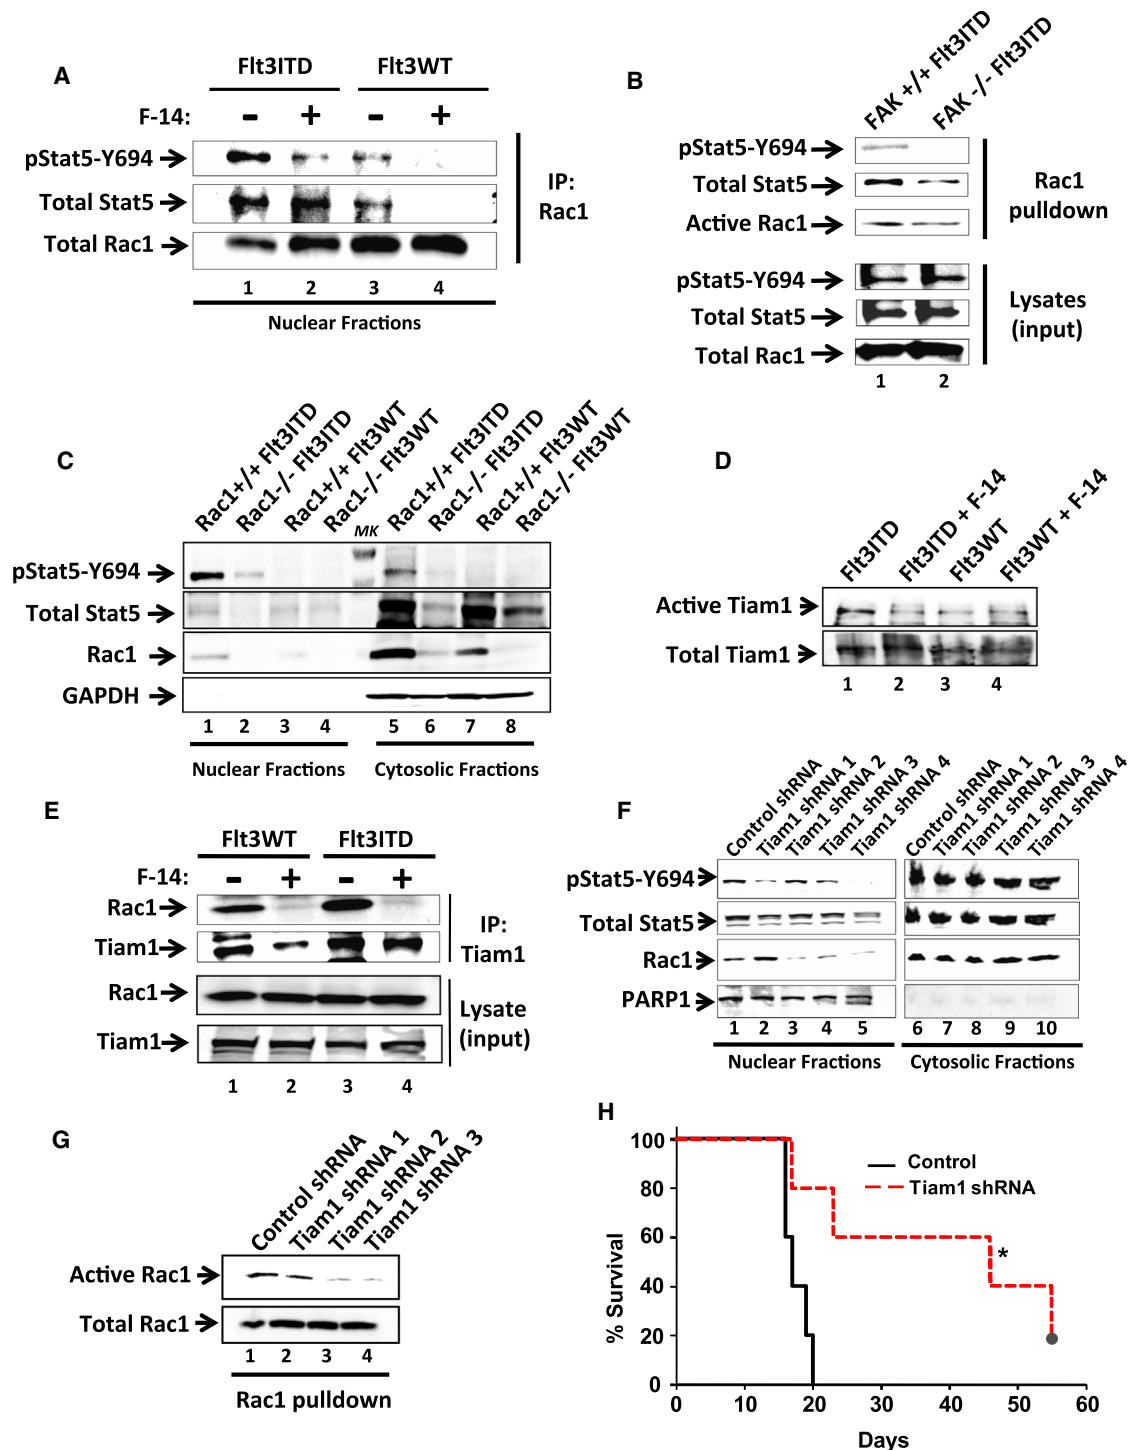 A
Flt3ITD Flt3WT
F-14: - + - +
pStat5-Y694
Total Stat5
Total Rac1
IP:
Rac1
1 2 3 4
Nuclear Fractions
B
FAK +/+ Flt3ITD
FAK -/- Flt3ITD
pStat5-Y694
Total Stat5
Active Rac1
Rac1
pulldown
pStat5-Y694
Total Stat5
Total Rac1
Lysates
(input)
1 2
C
Rac1+/+ Flt3ITD
Rac1-/- Flt3ITD
Rac1+/+ Flt3WT
Rac1-/- Flt3WT
MK
Rac1+/+ Flt3ITD
Rac1-/- Flt3ITD
Rac1+/+ Flt3WT
Rac1-/- Flt3WT
pStat5-Y694
Total Stat5
Rac1
GAPDH
1 2 3 4 5 6 7 8
Nuclear Fractions Cytosolic Fractions
D
Flt3ITD
Flt3ITD + F-14
Flt3WT
Flt3WT + F-14
Active Tiam1
Total Tiam1
1 2 3 4
E
Flt3WT Flt3ITD
F-14: - + - +
Rac1
Tiam1
IP:
Tiam1
Rac1
Tiam1
Lysate
(input)
1 2 3 4
F
Control shRNA
Tiam1 shRNA 1
Tiam1 shRNA 2
Tiam1 shRNA 3
Tiam1 shRNA 4
Control shRNA
Tiam1 shRNA 1
Tiam1 shRNA 2
Tiam1 shRNA 3
Tiam1 shRNA 4
pStat5-Y694
Total Stat5
Rac1
PARP1
1 2 3 4 5 6 7 8 9 10
Nuclear Fractions Cytosolic Fractions
G
Control shRNA
Tiam1 shRNA 1
Tiam1 shRNA 2
Tiam1 shRNA 3
Active Rac1
Total Rac1
1 2 3 4
Rac1 pulldown
H
% Survival
100
80
60
40
20
0
Control
Tiam1 shRNA
*
0 10 20 30 40 50 60
Days